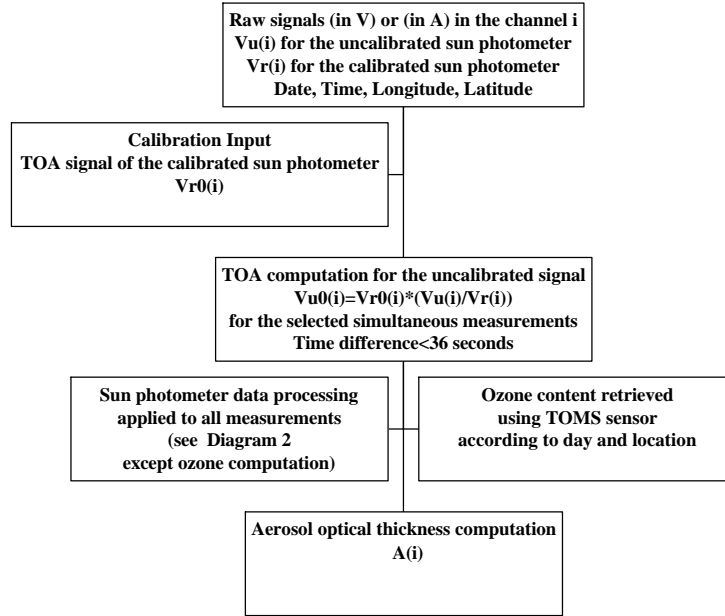 Raw signals (in V) or (in A) in the channel i
Vu(i) for the uncalibrated sun photometer
Vr(i) for the calibrated sun photometer
Date, Time, Longitude, Latitude
Calibration Input
TOA signal of the calibrated sun photometer
Vr0(i)
TOA computation for the uncalibrated signal
Vu0(i)=Vr0(i)*(Vu(i)/Vr(i))
for the selected simultaneous measurements
Time difference<36 seconds
Sun photometer data processing
applied to all measurements
(see Diagram 2
except ozone computation)
Ozone content retrieved
using TOMS sensor
according to day and location
Aerosol optical thickness computation
A(i)